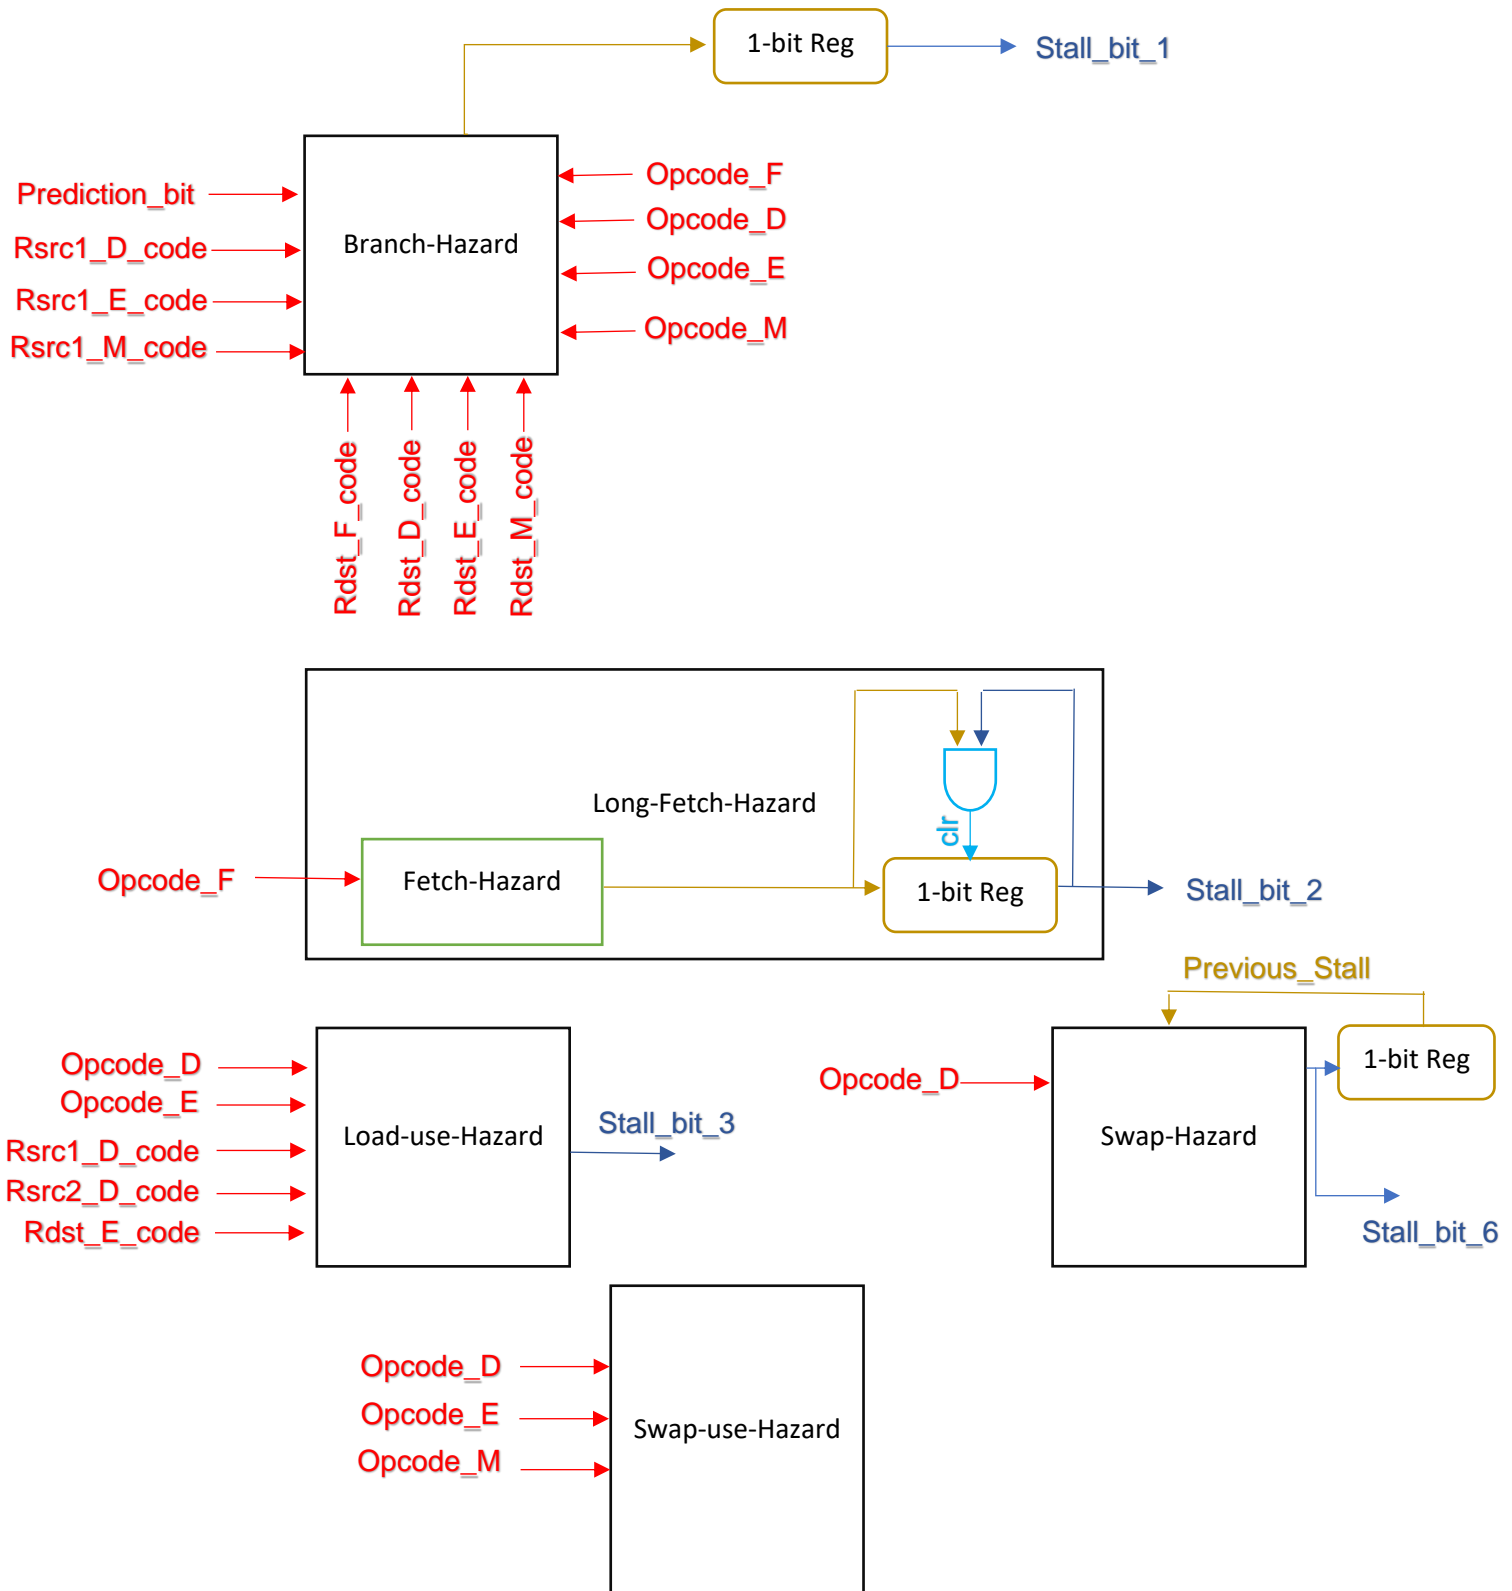 1-bit Reg
Stall_bit_1
Prediction_bit
Rsrc1_D_code
Rsrc1_E_code
Rsrc1_M_code
Branch-Hazard
Opcode_F
Opcode_D
Opcode_E
Opcode_M
Rdst_F_code
Rdst_D_code
Rdst_E_code
Rdst_M_code
Long-Fetch-Hazard
clr
Opcode_F
Fetch-Hazard
1-bit Reg
Stall_bit_2
Previous_Stall
Opcode_D
Opcode_E
Rsrc1_D_code
Rsrc2_D_code
Rdst_E_code
Load-use-Hazard
Stall_bit_3
Opcode_D
Swap-Hazard
1-bit Reg
Stall_bit_6
Opcode_D
Opcode_E
Opcode_M
Swap-use-Hazard